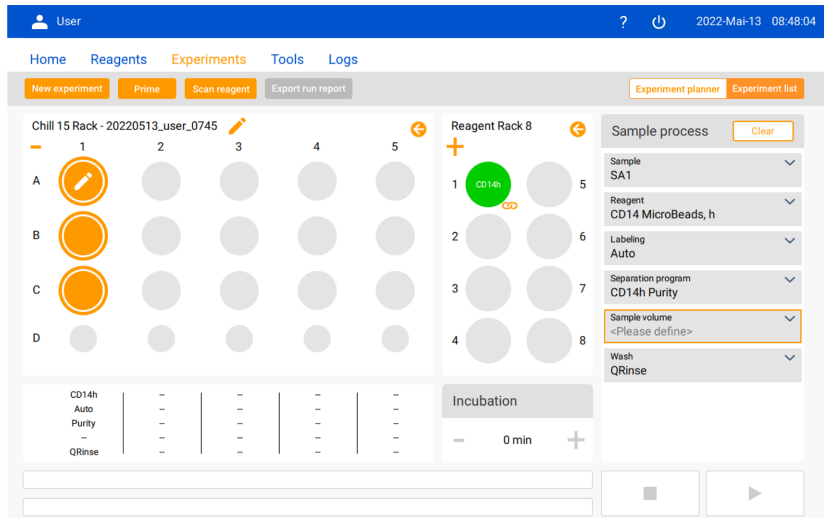 User
? 2022-Mai-13 08:48:04
Home Reagents Experiments Tools Logs
New experiment Prime Scan reagent Export run report Experiment planner Experiment list
Chill 15 Rack - 20220513_user_0745
1 2 3 4 5
A
B
C
D
Reagent Rack 8
1 CD14h 5
2 6
3 7
4 8
Sample process Clear
Sample
SA1
Reagent
CD14 MicroBeads, h
Labeling
Auto
Separation program
CD14h Purity
Sample volume
<Please define>
Wash
QRinse
CD14h -- -- -- --
Auto -- -- -- --
Purity -- -- -- --
-- -- -- -- --
QRinse -- -- -- --
Incubation
0 min